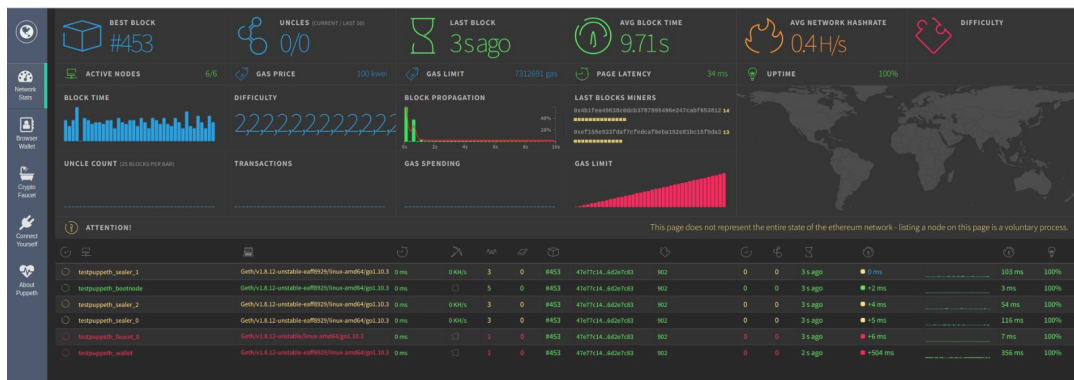 BEST BLOCK
#453
UNCLES (CURRENT / LAST 50)
0/0
LAST BLOCK
3 s ago
AVG BLOCK TIME
9.71 s
AVG NETWORK HASHRATE
0.4 H/s
DIFFICULTY
Network Stats
Browser Wallet
Crypto Faucet
Connect Yourself
About Puppeth
ACTIVE NODES 6/6
GAS PRICE 100 kwei
GAS LIMIT 7312691 gas
PAGE LATENCY 34 ms
UPTIME 100%
BLOCK TIME
DIFFICULTY
BLOCK PROPAGATION
40%
20%
0s 2s 4s 6s 8s 10s
LAST BLOCKS MINERS
14
13
UNCLE COUNT (25 BLOCKS PER BAR)
TRANSACTIONS
GAS SPENDING
GAS LIMIT
ATTENTION!
This page does not represent the entire state of the ethereum network - listing a node on this page is a voluntary process.
testpuppeth_sealer_1 Geth/v1.8.12-unstable-eaff8929/linux-amd64/go1.10.3 0 ms 0 KH/s 3 0 #453 47e77c14...6d2e7c83 902 0 0 3 s ago 0 ms 103 ms 100%
testpuppeth_bootnode Geth/v1.8.12-unstable-eaff8929/linux-amd64/go1.10.3 0 ms 5 0 #453 47e77c14...6d2e7c83 902 0 0 3 s ago +2 ms 3 ms 100%
testpuppeth_sealer_2 Geth/v1.8.12-unstable-eaff8929/linux-amd64/go1.10.3 0 ms 0 KH/s 3 0 #453 47e77c14...6d2e7c83 902 0 0 3 s ago +4 ms 54 ms 100%
testpuppeth_sealer_0 Geth/v1.8.12-unstable-eaff8929/linux-amd64/go1.10.3 0 ms 0 KH/s 3 0 #453 47e77c14...6d2e7c83 902 0 0 3 s ago +5 ms 116 ms 100%
testpuppeth_faucet_0 Geth/v1.8.12-unstable/linux-amd64/go1.10.3 0 ms 1 0 #453 47e77c14...6d2e7c83 902 0 0 3 s ago +6 ms 7 ms 100%
testpuppeth_wallet Geth/v1.8.12-unstable-eaff8929/linux-amd64/go1.10.3 0 ms 1 0 #453 47e77c14...6d2e7c83 902 0 0 2 s ago +504 ms 356 ms 100%